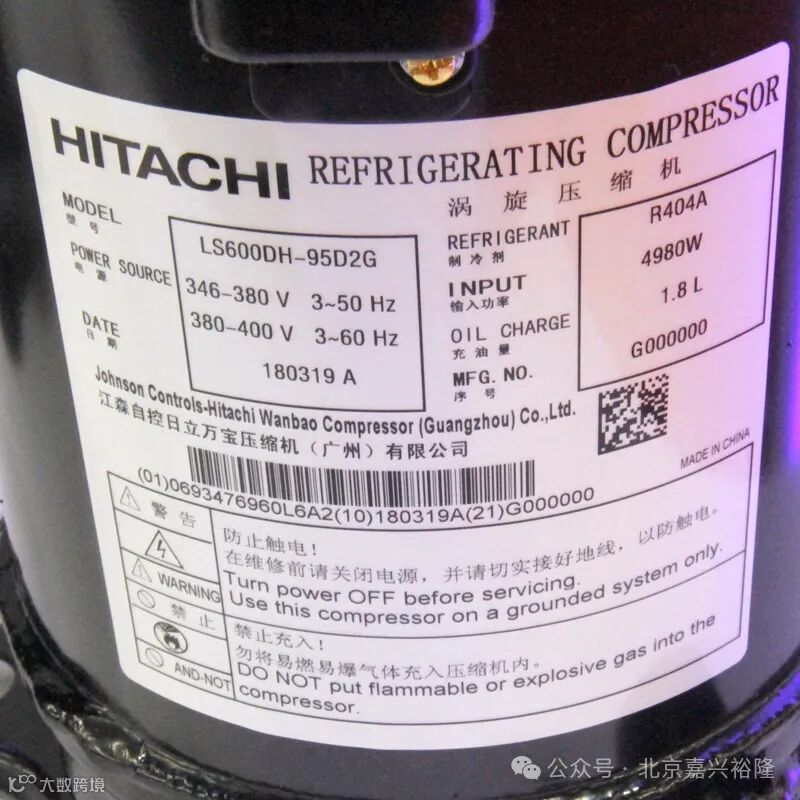 HITACHI REFRIGERATING COMPRESSOR
涡旋压缩机
MODEL
型号
LS600DH-95D2G
POWER SOURCE
电源
346-380 V 3~50 Hz
380-400 V 3~60 Hz
DATE
日期
180319 A
REFRIGERANT
制冷剂
R404A
INPUT
输入功率
4980W
OIL CHARGE
充油量
1.8 L
MFG. NO.
序号
G000000
Johnson Controls-Hitachi Wanbao Compressor (Guangzhou) Co., Ltd.
江森自控日立万宝压缩机（广州）有限公司
MADE IN CHINA
(01)0693476960L6A2(10)180319A(21)G000000
警告
WARNING
防止触电！
在维修前请关闭电源，并请切实接好地线，以防触电。
Turn power OFF before servicing.
Use this compressor on a grounded system only.
禁止
AND-NOT
禁止充入！
勿将易燃易爆气体充入压缩机内。
DO NOT put flammable or explosive gas into the
compressor.
公众号 · 北京嘉兴裕隆
大数跨境